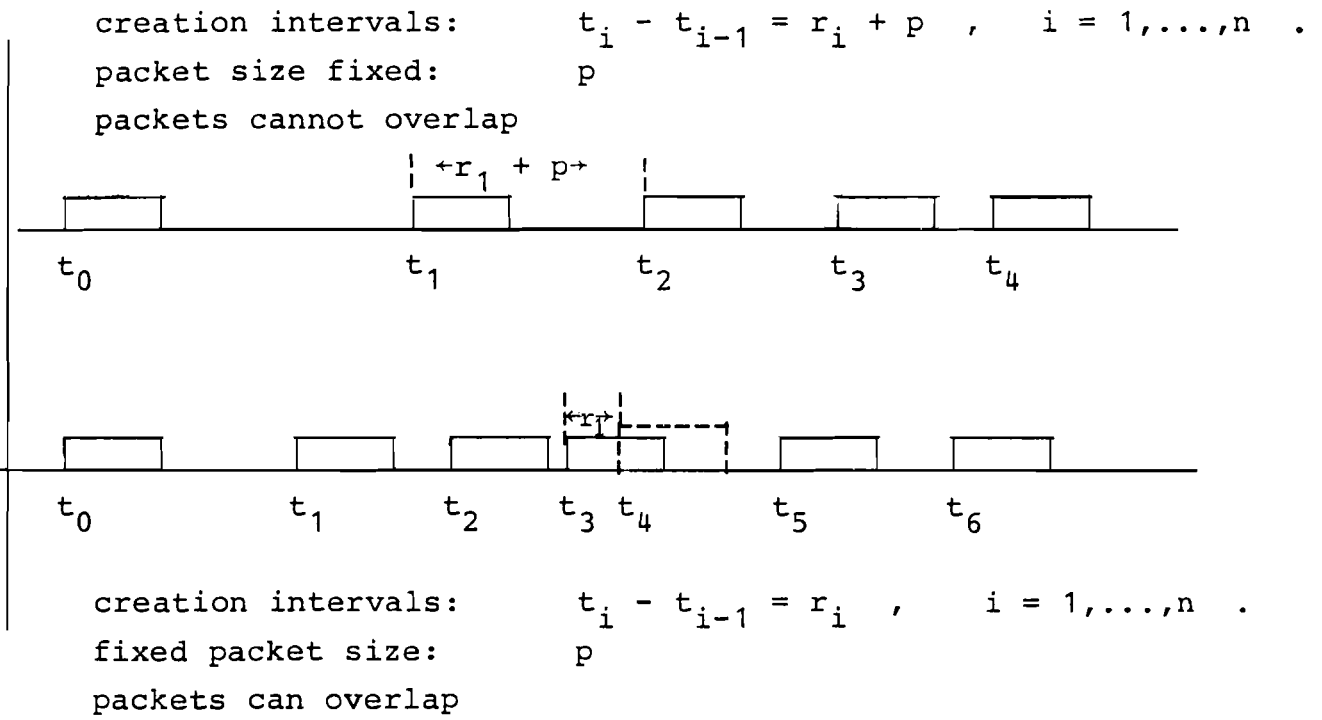 creation intervals: t_i - t_{i-1} = r_i + p , i = 1,...,n .
packet size fixed: p
packets cannot overlap
←r_1 + p→
t_0 t_1 t_2 t_3 t_4
←r_1→
t_0 t_1 t_2 t_3 t_4 t_5 t_6
creation intervals: t_i - t_{i-1} = r_i , i = 1,...,n .
fixed packet size: p
packets can overlap